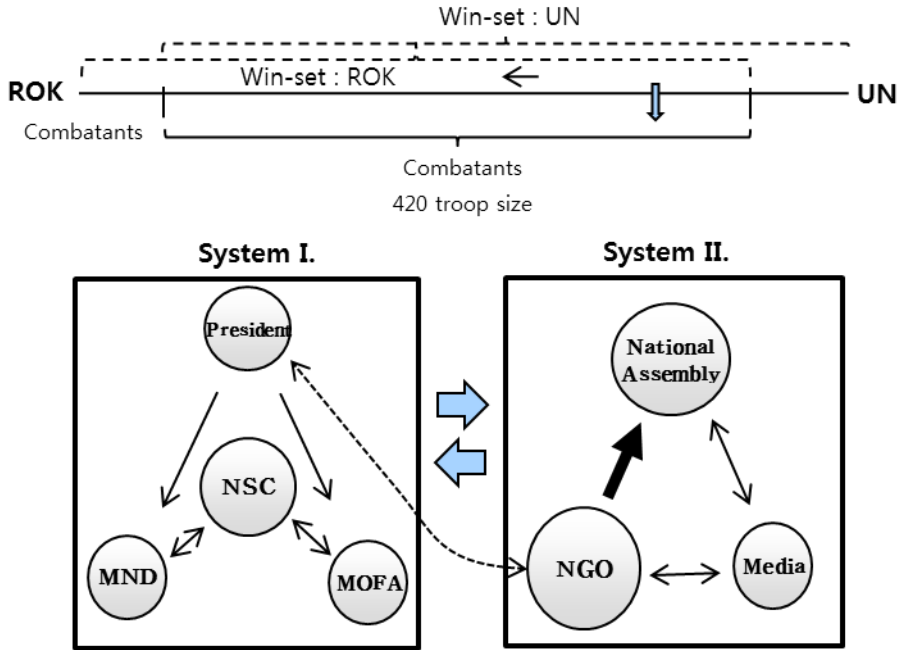 Win-set : UN
Win-set : ROK
ROK
UN
Combatants
Combatants
420 troop size
System I.
System II.
President
National
Assembly
NSC
MND
MOFA
NGO
Media